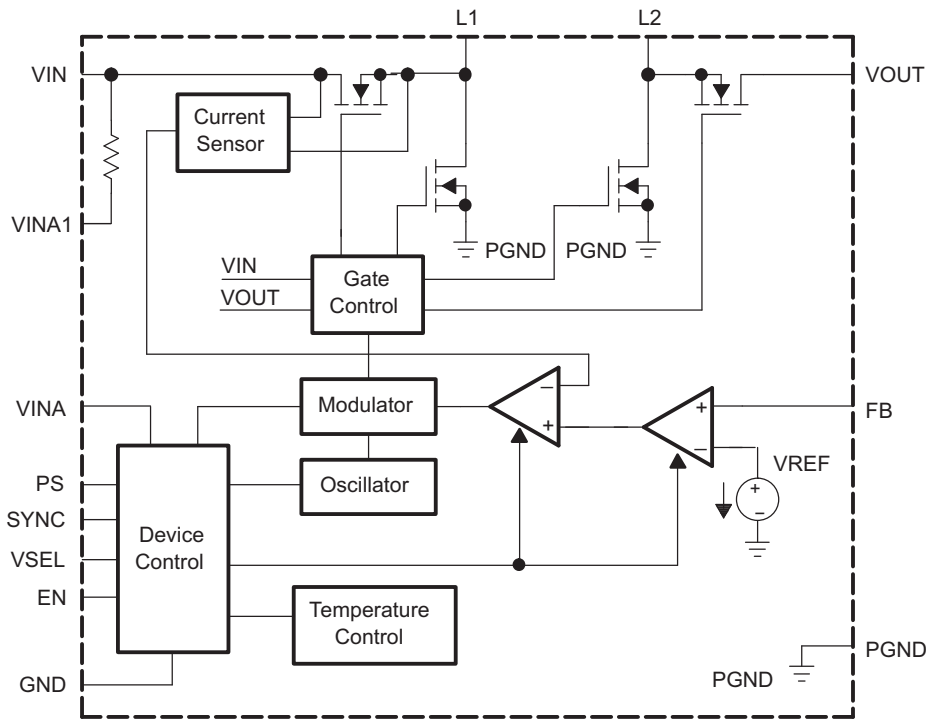 L1
L2
VIN
VOUT
Current
Sensor
VINA1
PGND
PGND
VIN
VOUT
Gate
Control
VINA
Modulator
−
+
+
−
FB
VREF
+
−
PS
SYNC
VSEL
EN
Oscillator
Device
Control
Temperature
Control
GND
PGND
PGND